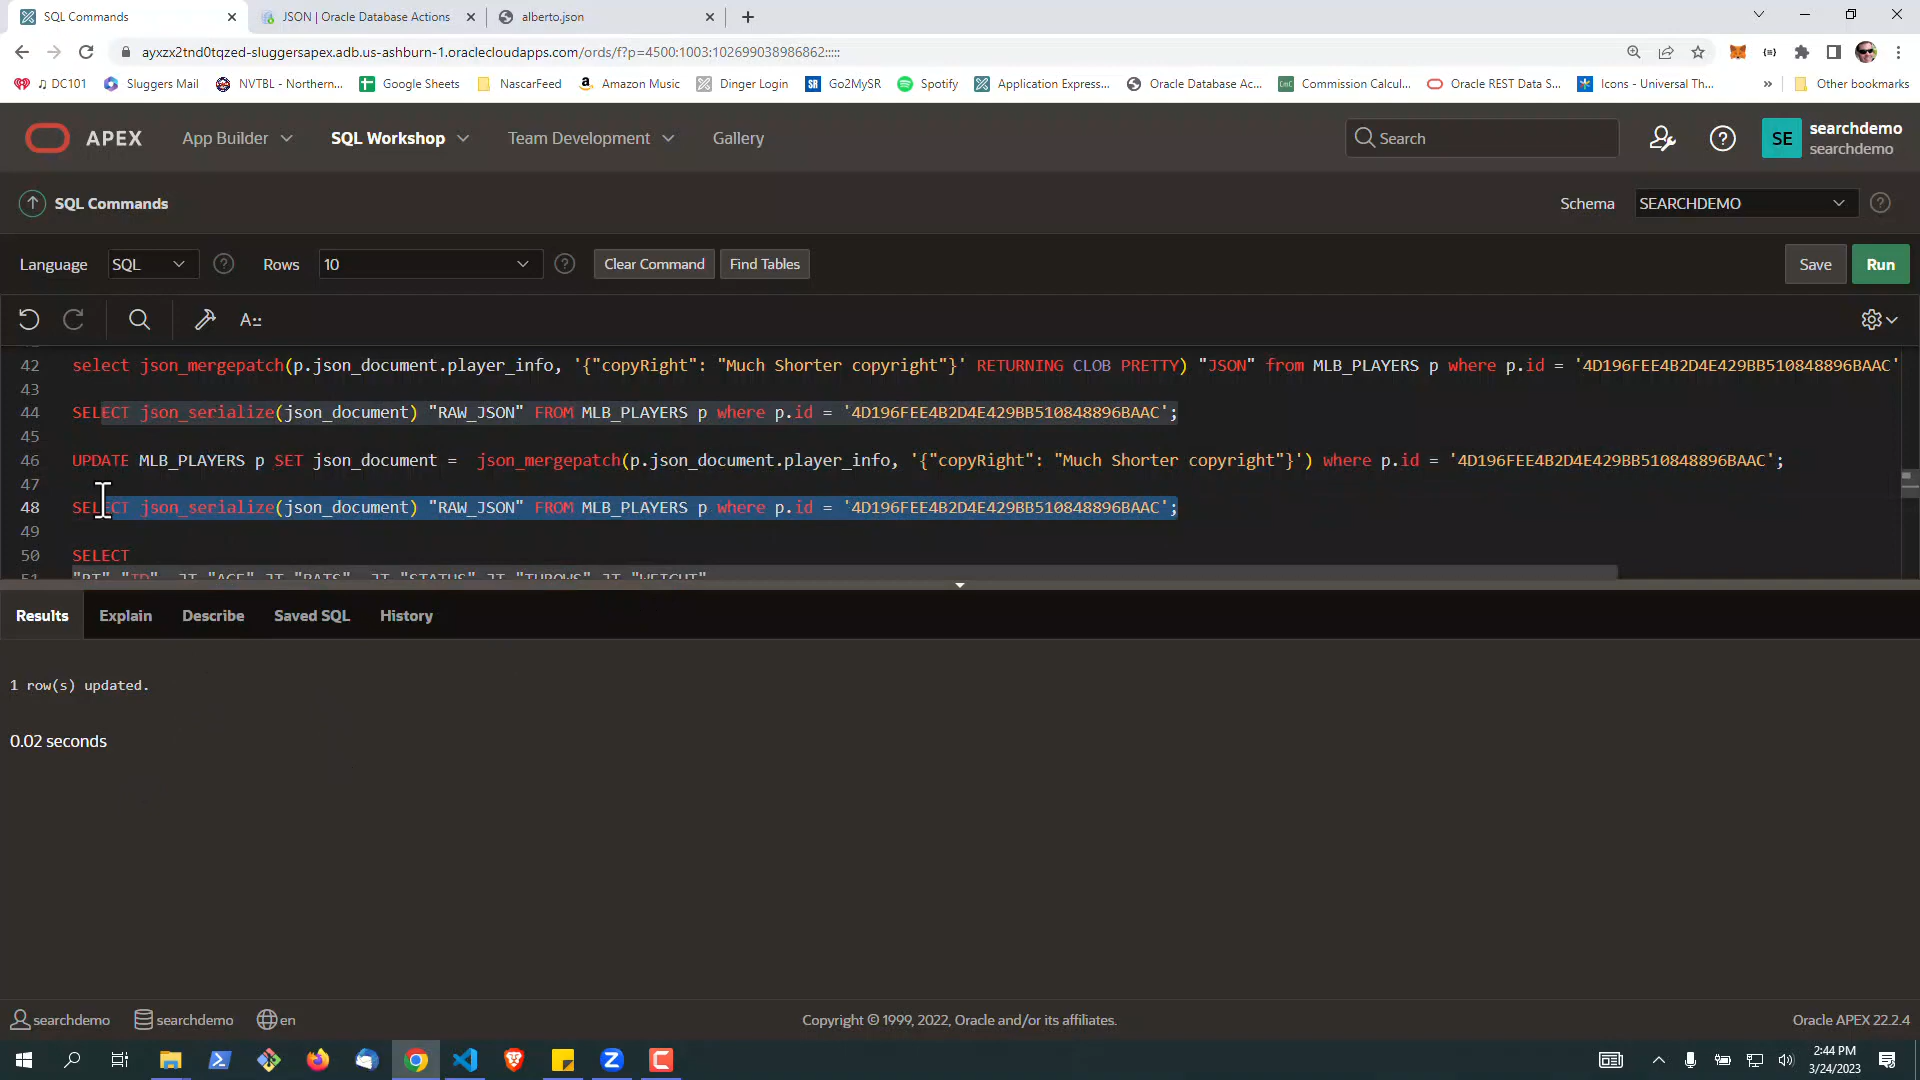 SQL Commands
JSON | Oracle Database Actions
alberto.json
ayxzx2tnd0tqzed-sluggersapex.adb.us-ashburn-1.oraclecloudapps.com/ords/f?p=4500:1003:102699038986862:::::
♫ DC101
Sluggers Mail
NVTBL - Northern...
Google Sheets
NascarFeed
Amazon Music
Dinger Login
Go2MySR
Spotify
Application Express...
Oracle Database Ac...
Commission Calcul...
Oracle REST Data S...
Icons - Universal Th...
»
Other bookmarks
APEX
App Builder
SQL Workshop
Team Development
Gallery
Search
SE
searchdemo
searchdemo
SQL Commands
Schema
SEARCHDEMO
Language
SQL
Rows
10
Clear Command
Find Tables
Save
Run
42 select json_mergepatch(p.json_document.player_info, '{"copyRight": "Much Shorter copyright"}' RETURNING CLOB PRETTY) "JSON" from MLB_PLAYERS p where p.id = '4D196FEE4B2D4E429BB510848896BAAC'
43
44 SELECT json_serialize(json_document) "RAW_JSON" FROM MLB_PLAYERS p where p.id = '4D196FEE4B2D4E429BB510848896BAAC';
45
46 UPDATE MLB_PLAYERS p SET json_document =  json_mergepatch(p.json_document.player_info, '{"copyRight": "Much Shorter copyright"}') where p.id = '4D196FEE4B2D4E429BB510848896BAAC';
47
48 SELECT json_serialize(json_document) "RAW_JSON" FROM MLB_PLAYERS p where p.id = '4D196FEE4B2D4E429BB510848896BAAC';
49
50 SELECT
Results
Explain
Describe
Saved SQL
History
1 row(s) updated.
0.02 seconds
searchdemo
searchdemo
en
Copyright © 1999, 2022, Oracle and/or its affiliates.
Oracle APEX 22.2.4
2:44 PM
3/24/2023